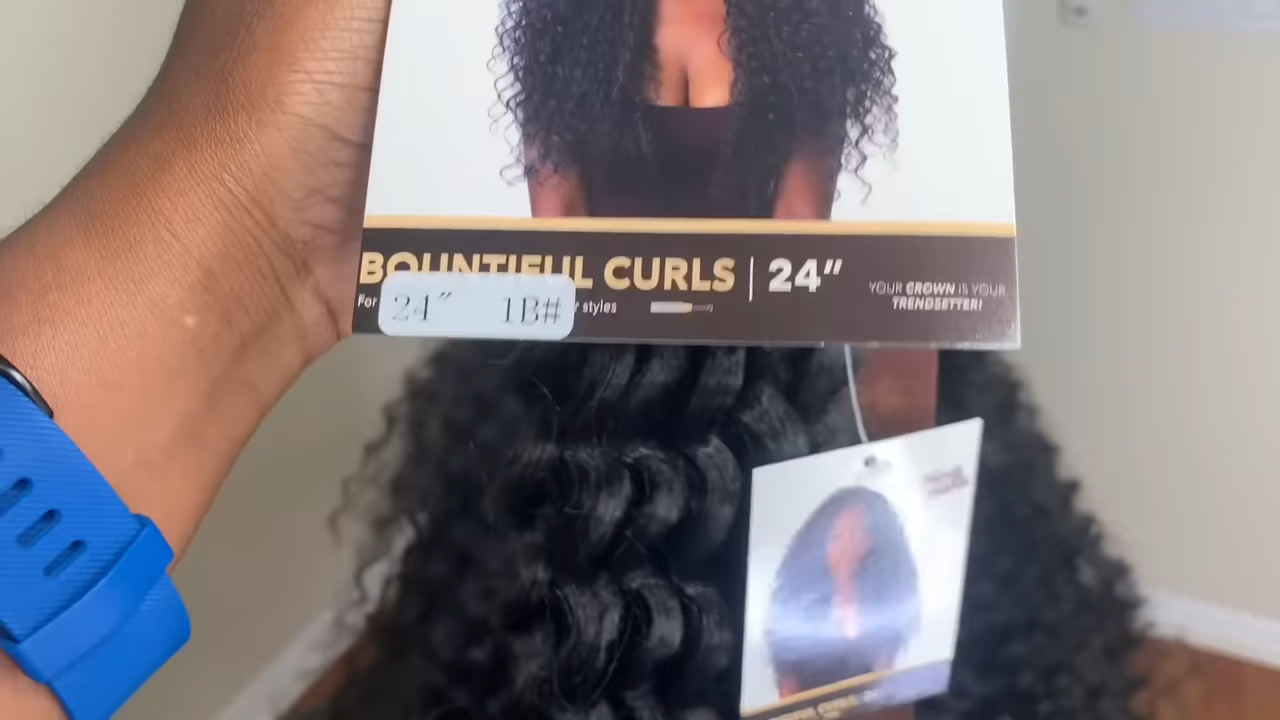 BOUNTIFUL CURLS | 24”
YOUR CROWN IS YOUR
TRENDSETTER!
For
styles
24” 1B#